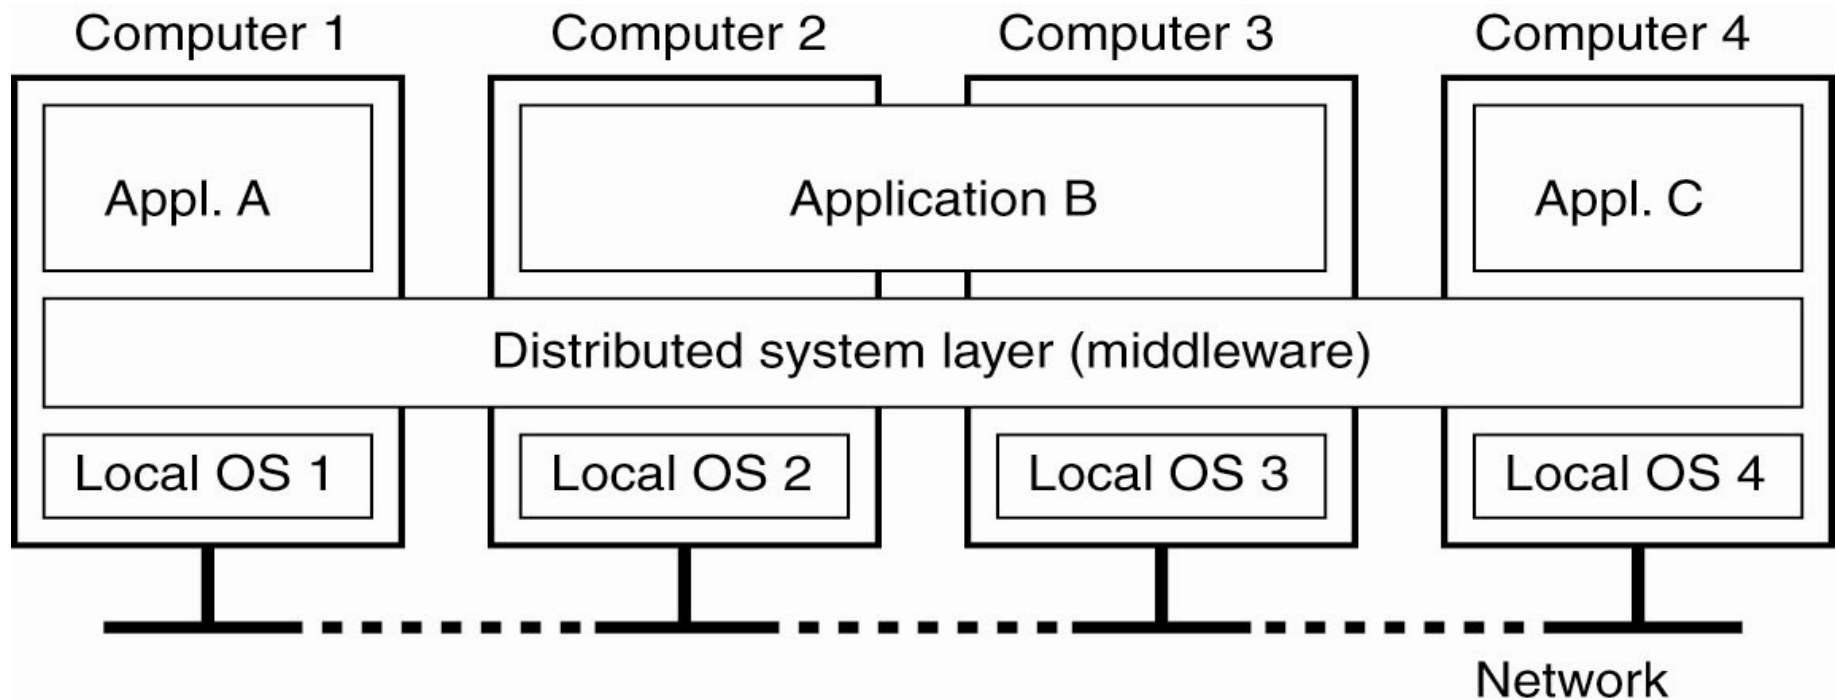 Computer 1
Computer 2
Computer 3
Computer 4
Appl. A
Application B
Appl. C
Distributed system layer (middleware)
Local OS 1
Local OS 2
Local OS 3
Local OS 4
Network